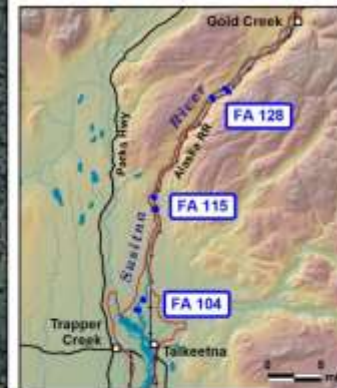 Gold Creek
River
FA 128
Parks Hwy
Alaska RR
FA 115
Susitna
FA 104
Trapper
Creek
Talkeetna
0 5